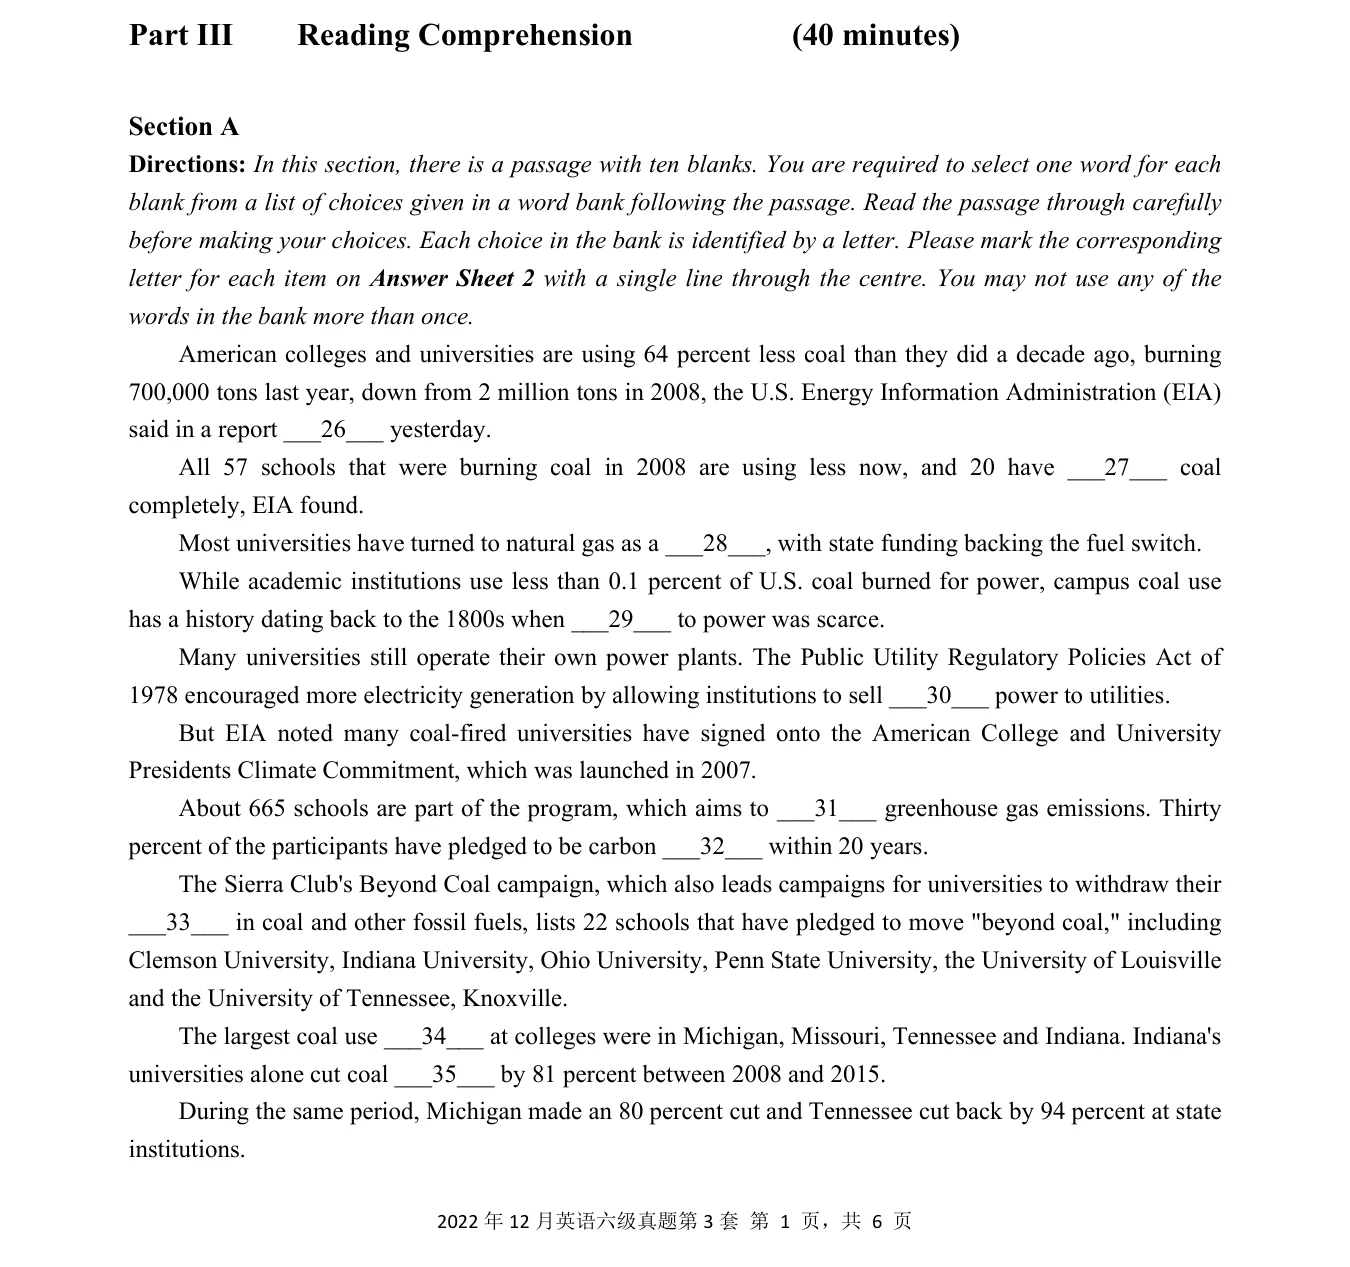 Part III Reading Comprehension (40 minutes)
Section A
Directions: In this section, there is a passage with ten blanks. You are required to select one word for each
blank from a list of choices given in a word bank following the passage. Read the passage through carefully
before making your choices. Each choice in the bank is identified by a letter. Please mark the corresponding
letter for each item on Answer Sheet 2 with a single line through the centre. You may not use any of the
words in the bank more than once.
American colleges and universities are using 64 percent less coal than they did a decade ago, burning
700,000 tons last year, down from 2 million tons in 2008, the U.S. Energy Information Administration (EIA)
said in a report ___26___ yesterday.
All 57 schools that were burning coal in 2008 are using less now, and 20 have ___27___ coal
completely, EIA found.
Most universities have turned to natural gas as a ___28___, with state funding backing the fuel switch.
While academic institutions use less than 0.1 percent of U.S. coal burned for power, campus coal use
has a history dating back to the 1800s when ___29___ to power was scarce.
Many universities still operate their own power plants. The Public Utility Regulatory Policies Act of
1978 encouraged more electricity generation by allowing institutions to sell ___30___ power to utilities.
But EIA noted many coal-fired universities have signed onto the American College and University
Presidents Climate Commitment, which was launched in 2007.
About 665 schools are part of the program, which aims to ___31___ greenhouse gas emissions. Thirty
percent of the participants have pledged to be carbon ___32___ within 20 years.
The Sierra Club's Beyond Coal campaign, which also leads campaigns for universities to withdraw their
___33___ in coal and other fossil fuels, lists 22 schools that have pledged to move "beyond coal," including
Clemson University, Indiana University, Ohio University, Penn State University, the University of Louisville
and the University of Tennessee, Knoxville.
The largest coal use ___34___ at colleges were in Michigan, Missouri, Tennessee and Indiana. Indiana's
universities alone cut coal ___35___ by 81 percent between 2008 and 2015.
During the same period, Michigan made an 80 percent cut and Tennessee cut back by 94 percent at state
institutions.
2022 年 12 月英语六级真题第 3 套 第 1 页，共 6 页